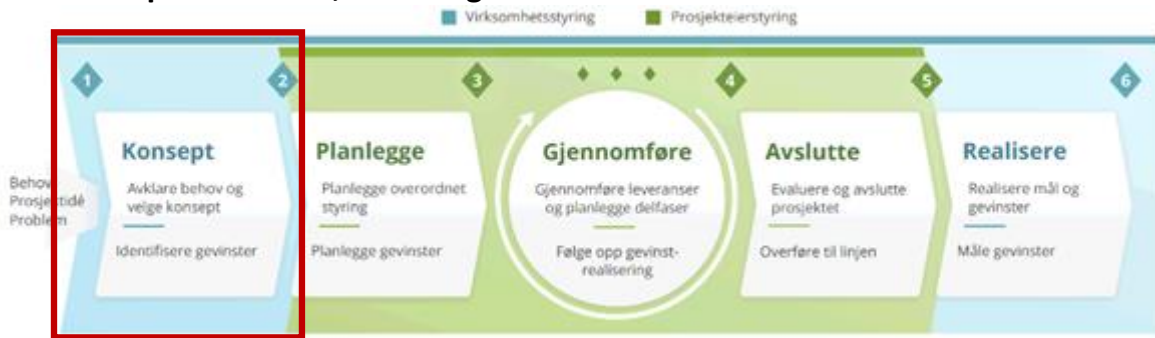 Virksomhetsstyring Prosjekteierstyring
1 2 3 4 5 6
Behov
Prosjektidé
Problem
Konsept
Avklare behov og
velge konsept
Identifisere gevinster
Planlegge
Planlegge overordnet
styring
Planlegge gevinster
Gjennomføre
Gjennomføre leveranser
og planlegge delfaser
Følge opp gevinst-
realisering
Avslutte
Evaluere og avslutte
prosjektet
Overføre til linjen
Realisere
Realisere mål og
gevinster
Måle gevinster